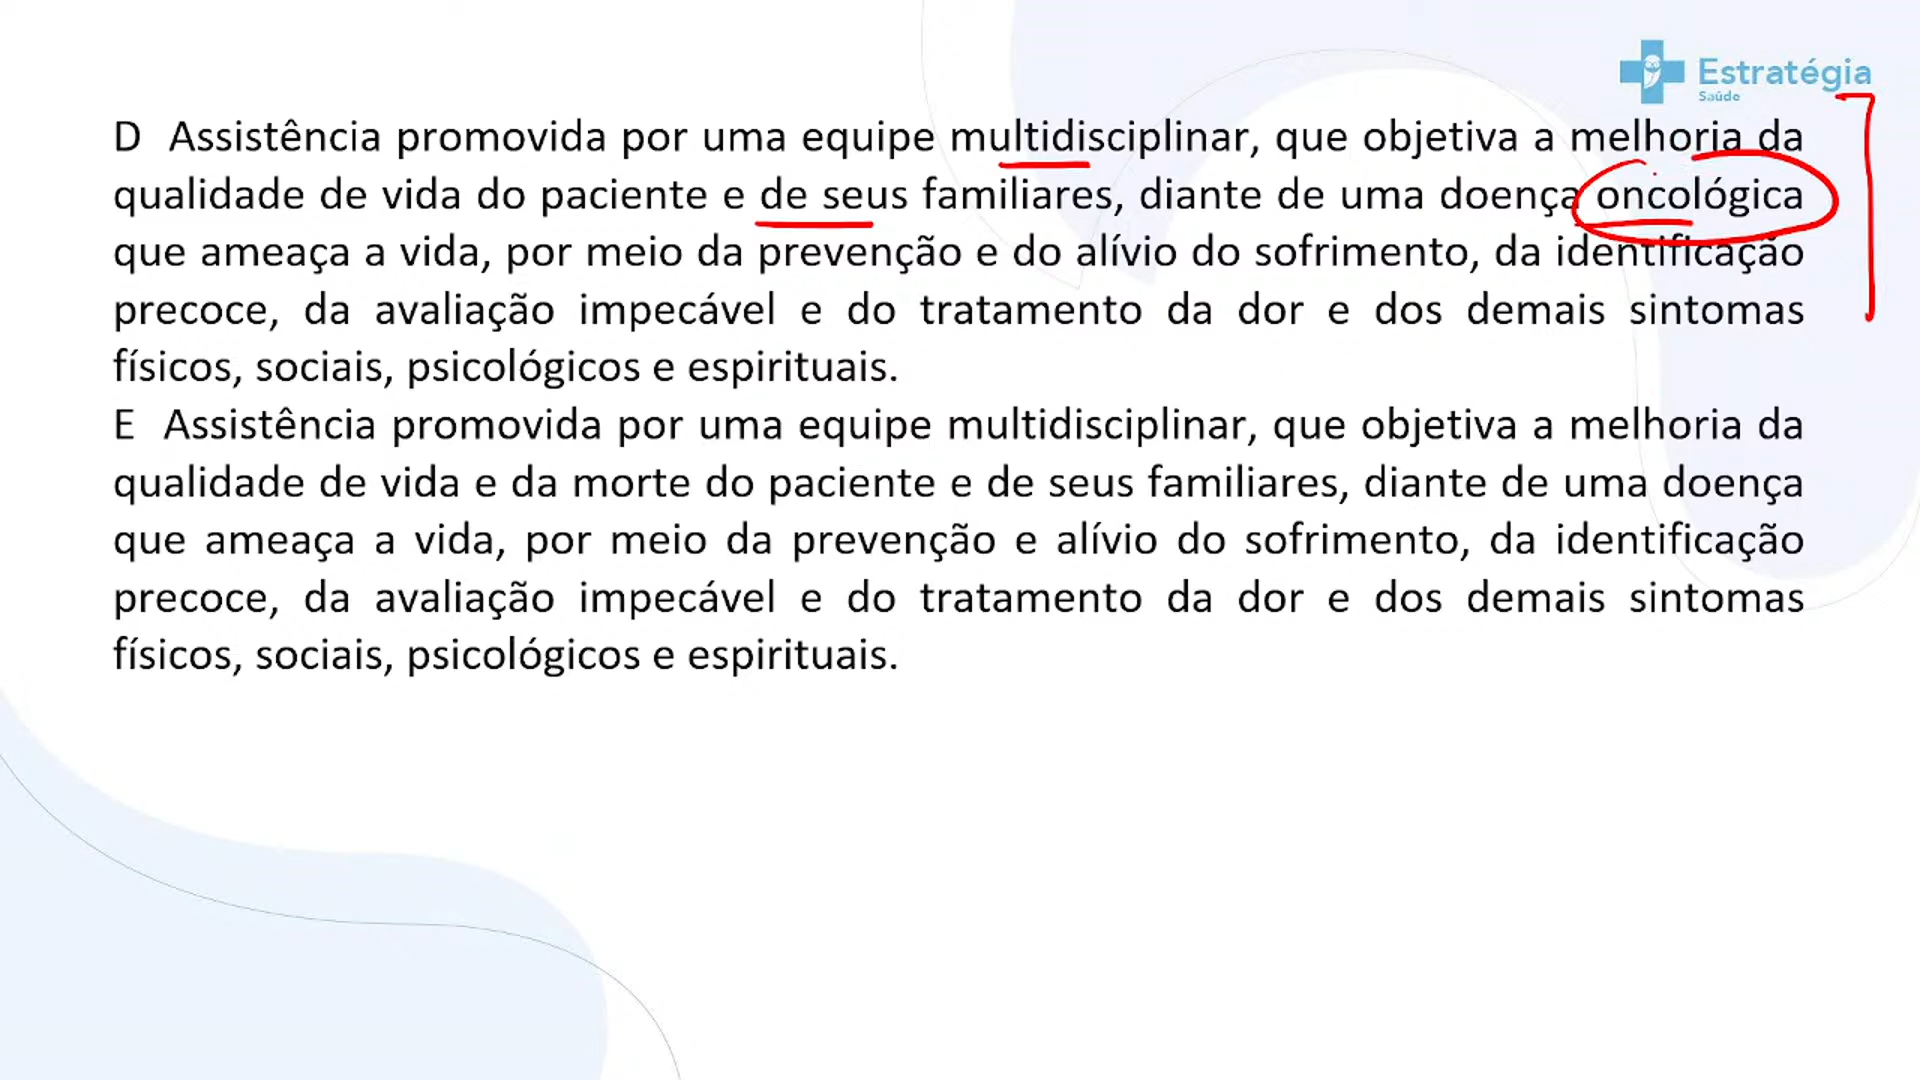 Estratégia
Saúde
D Assistência promovida por uma equipe multidisciplinar, que objetiva a melhoria da
qualidade de vida do paciente e de seus familiares, diante de uma doença oncológica
que ameaça a vida, por meio da prevenção e do alívio do sofrimento, da identificação
precoce, da avaliação impecável e do tratamento da dor e dos demais sintomas
físicos, sociais, psicológicos e espirituais.
E Assistência promovida por uma equipe multidisciplinar, que objetiva a melhoria da
qualidade de vida e da morte do paciente e de seus familiares, diante de uma doença
que ameaça a vida, por meio da prevenção e alívio do sofrimento, da identificação
precoce, da avaliação impecável e do tratamento da dor e dos demais sintomas
físicos, sociais, psicológicos e espirituais.